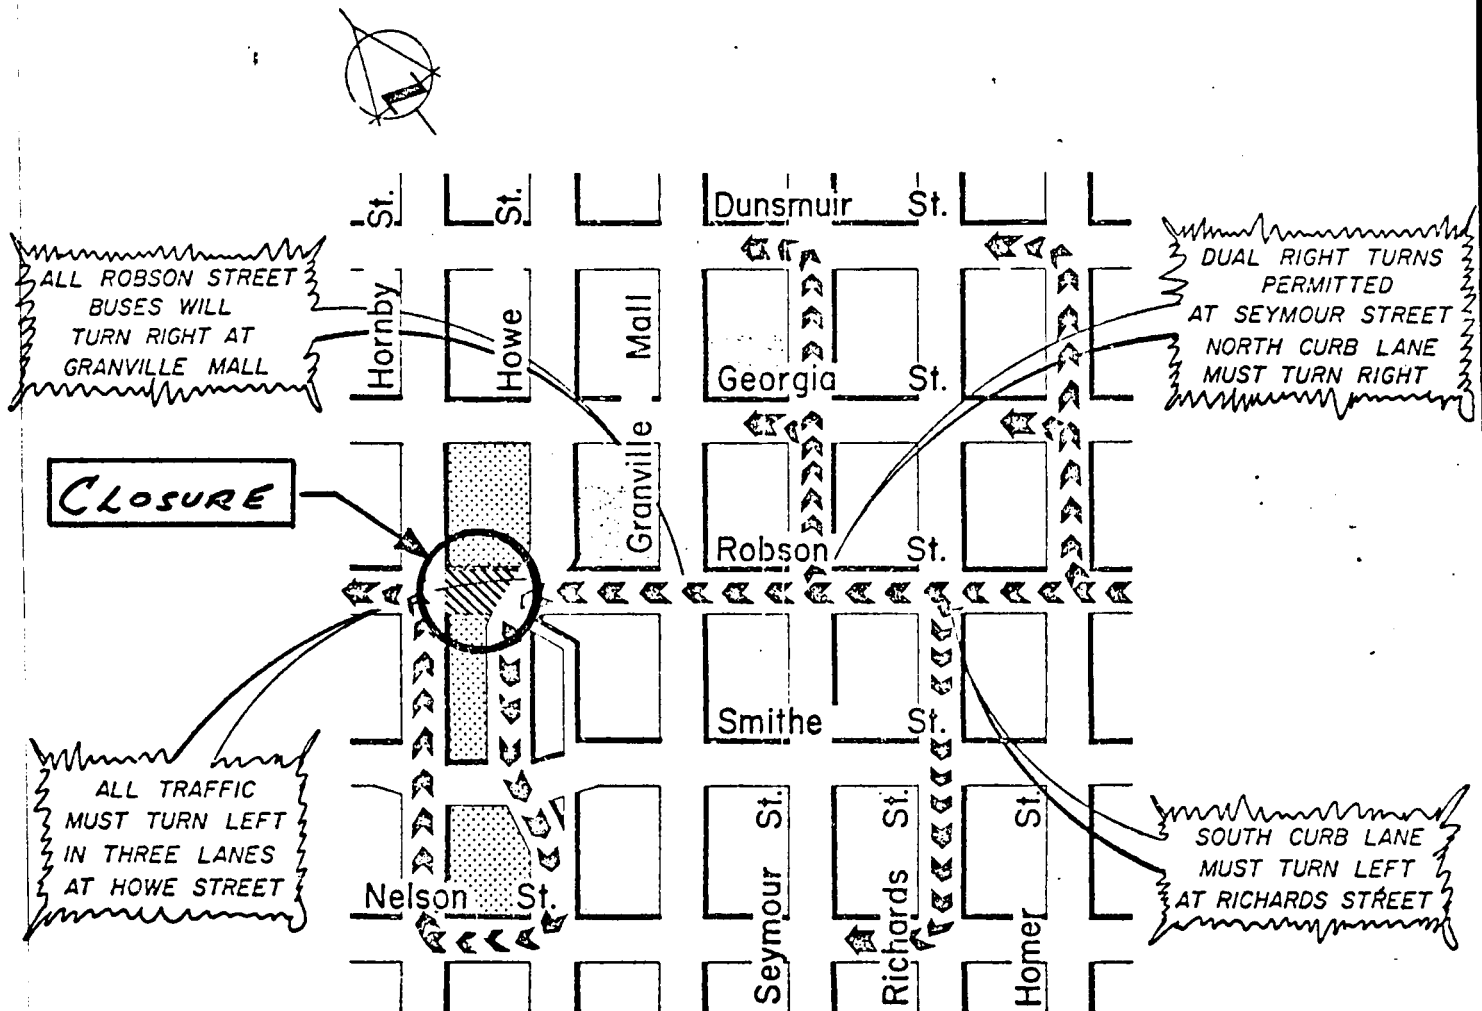 Dunsmuir St.
St.
St.
ALL ROBSON STREET
BUSES WILL
TURN RIGHT AT
GRANVILLE MALL
DUAL RIGHT TURNS
PERMITTED
AT SEYMOUR STREET
NORTH CURB LANE
MUST TURN RIGHT
Hornby
Howe
Granville Mall
Georgia St.
CLOSURE
Robson St.
Smithe St.
ALL TRAFFIC
MUST TURN LEFT
IN THREE LANES
AT HOWE STREET
SOUTH CURB LANE
MUST TURN LEFT
AT RICHARDS STREET
Nelson St.
Seymour St.
Richards St.
Homer St.